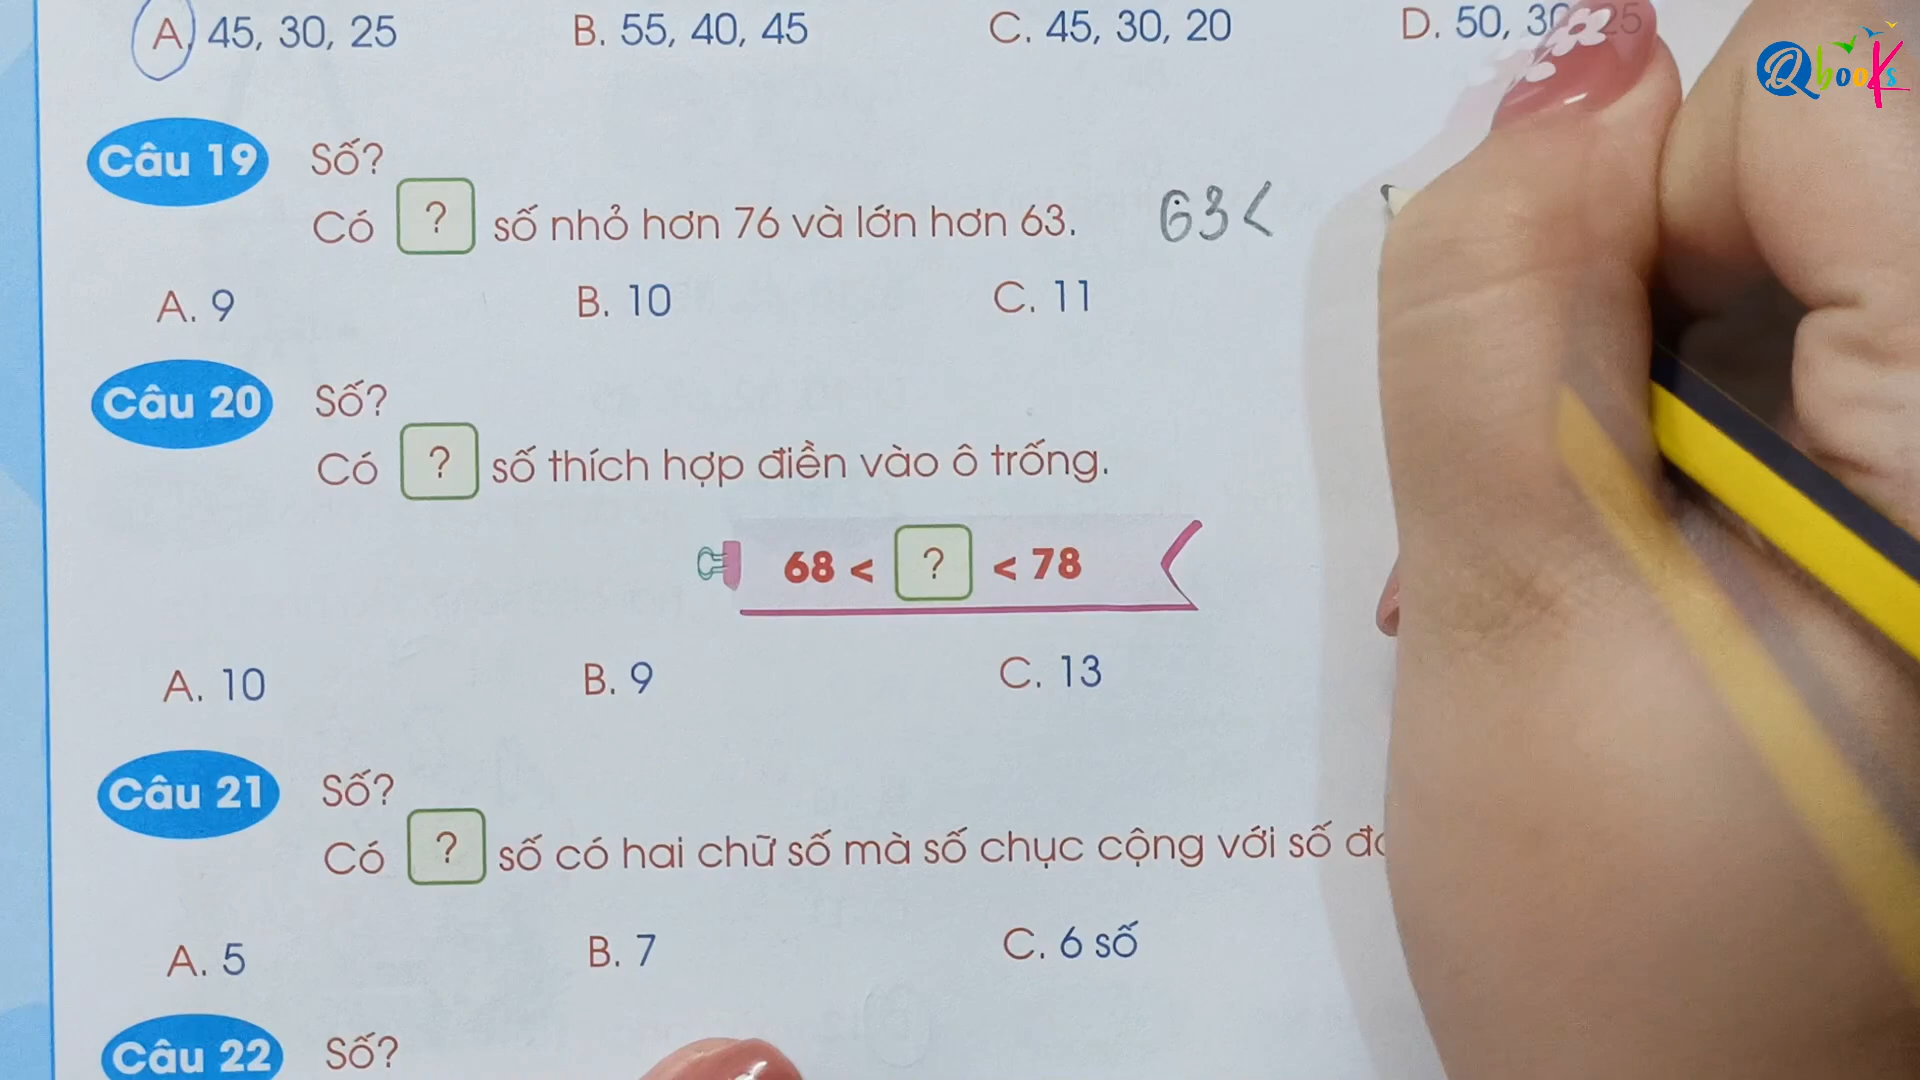 A. 45, 30, 25 B. 55, 40, 45 C. 45, 30, 20 D. 50, 30, 25
Qbooks
Câu 19 Số?
Có ? số nhỏ hơn 76 và lớn hơn 63. 63 <
A. 9 B. 10 C. 11
Câu 20 Số?
Có ? số thích hợp điền vào ô trống.
68 < ? < 78
A. 10 B. 9 C. 13
Câu 21 Số?
Có ? số có hai chữ số mà số chục cộng với số
A. 5 B. 7 C. 6 số
Câu 22 Số?